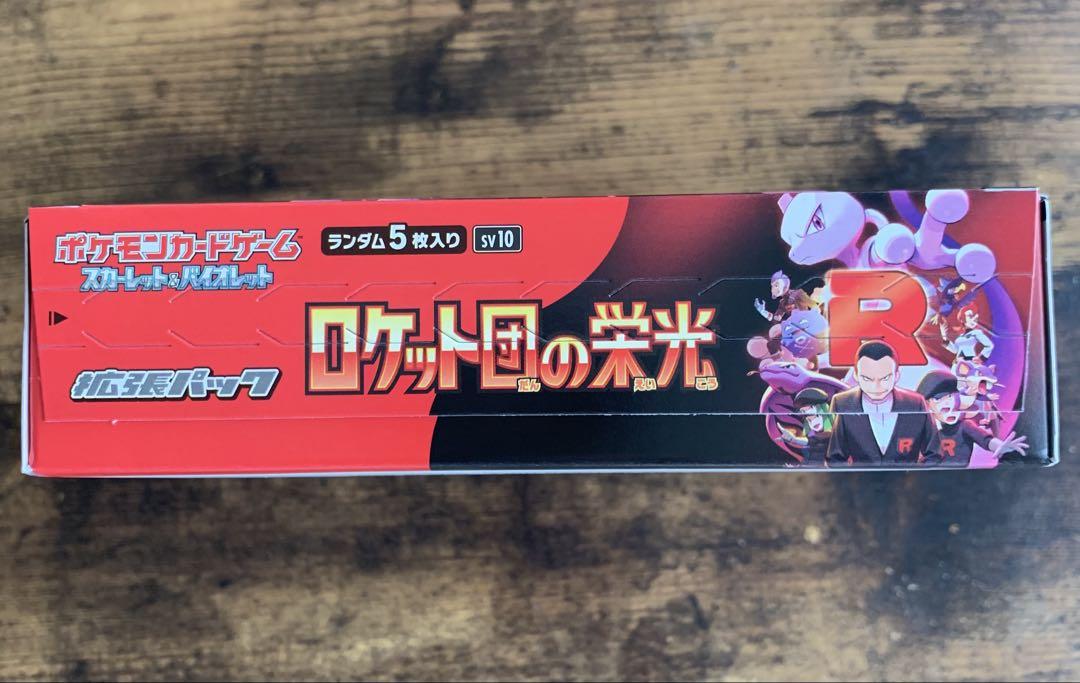 ポケモンカードゲーム™
スカーレット&バイオレット
ランダム5枚入り
SV10
拡張パック
ロケット団の栄光
だん えい こう
R
R
R